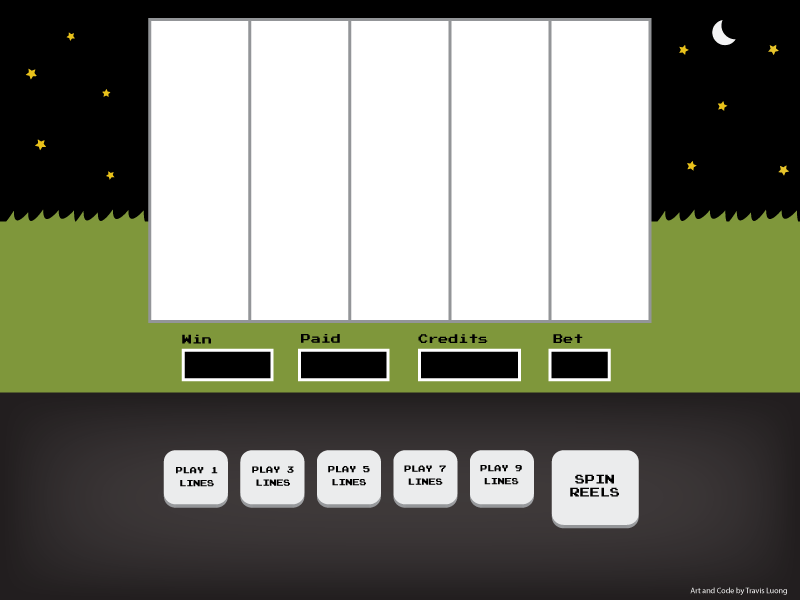 Win Paid Credits Bet
PLAY 1
LINES
PLAY 3
LINES
PLAY 5
LINES
PLAY 7
LINES
PLAY 9
LINES
SPIN
REELS
Art and Code by Travis Luong